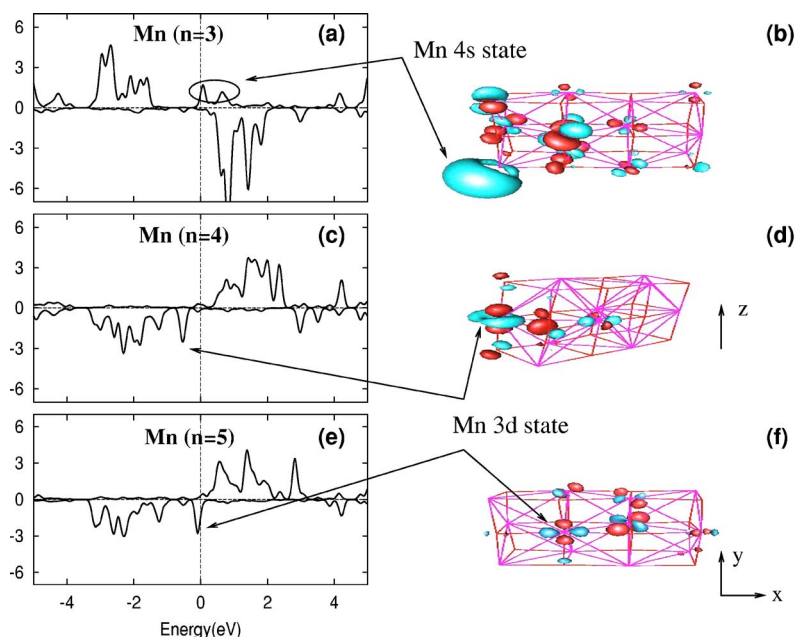 Mn (n=3)
(a)
Mn 4s state
(b)
6
3
0
-3
-6
Mn (n=4)
(c)
(d)
6
3
0
-3
-6
z
Mn (n=5)
(e)
Mn 3d state
(f)
6
3
0
-3
-6
y
x
-4 -2 0 2 4
Energy(eV)